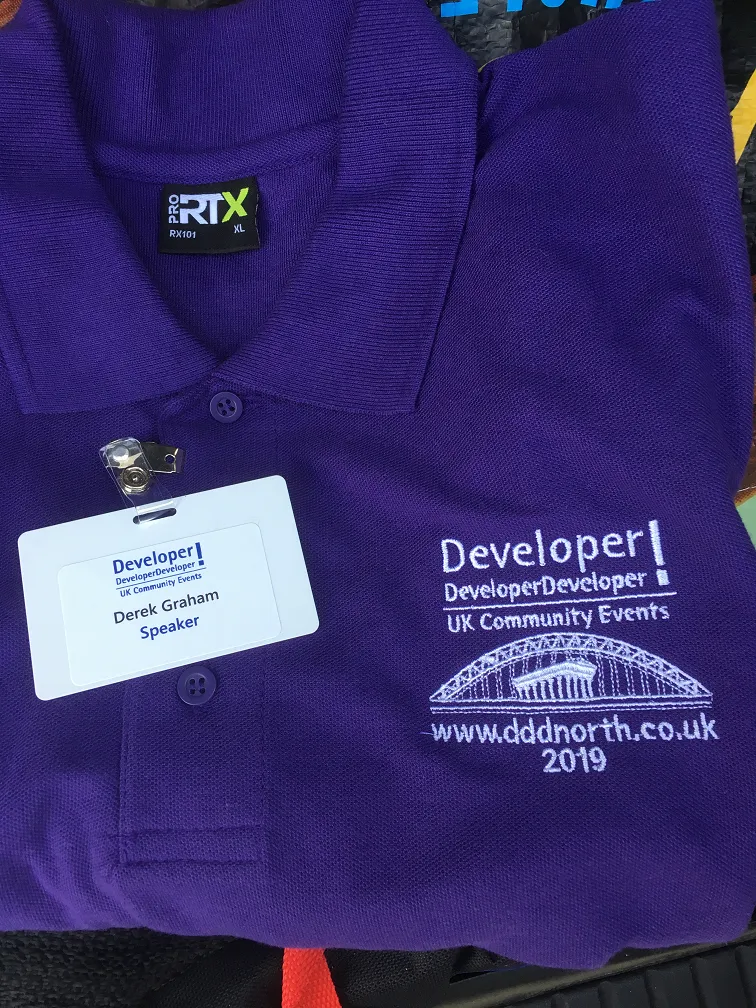 PRO RTX
RX101 XL
Developer!
DeveloperDeveloper
UK Community Events
Derek Graham
Speaker
Developer!
DeveloperDeveloper
UK Community Events
www.dddnorth.co.uk
2019